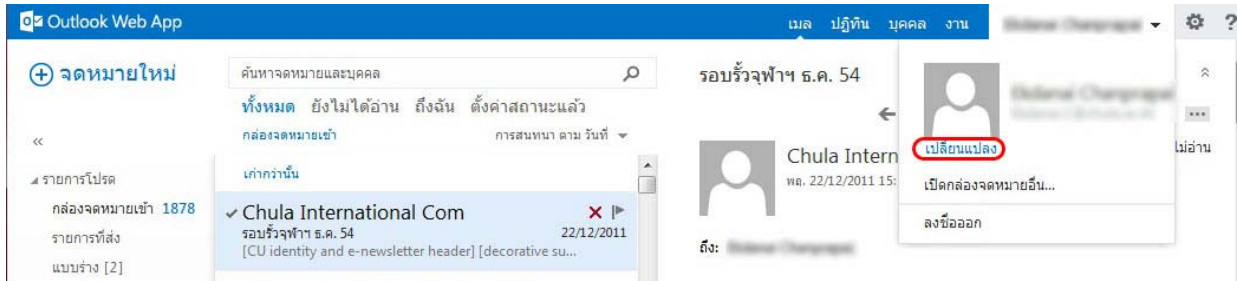 Outlook Web App
เมล ปฏิทิน บุคคล งาน
?
จดหมายใหม่
ค้นหาจดหมายและบุคคล
ทั้งหมด ยังไม่ได้อ่าน ถึงฉัน ตั้งค่าสถานะแล้ว
กล่องจดหมายเข้า การสนทนา ตาม วันที่
«
รายการโปรด
กล่องจดหมายเข้า 1878
รายการที่ส่ง
แบบร่าง [2]
เก่ากว่านั้น
Chula International Com
รอบรั้วจุฬาฯ ธ.ค. 54 22/12/2011
[CU identity and e-newsletter header] [decorative su...
รอบรั้วจุฬาฯ ธ.ค. 54
Chula Intern
พฤ. 22/12/2011 15:
ถึง:
...
ไม่อ่าน
เปลี่ยนแปลง
เปิดกล่องจดหมายอื่น...
ลงชื่อออก